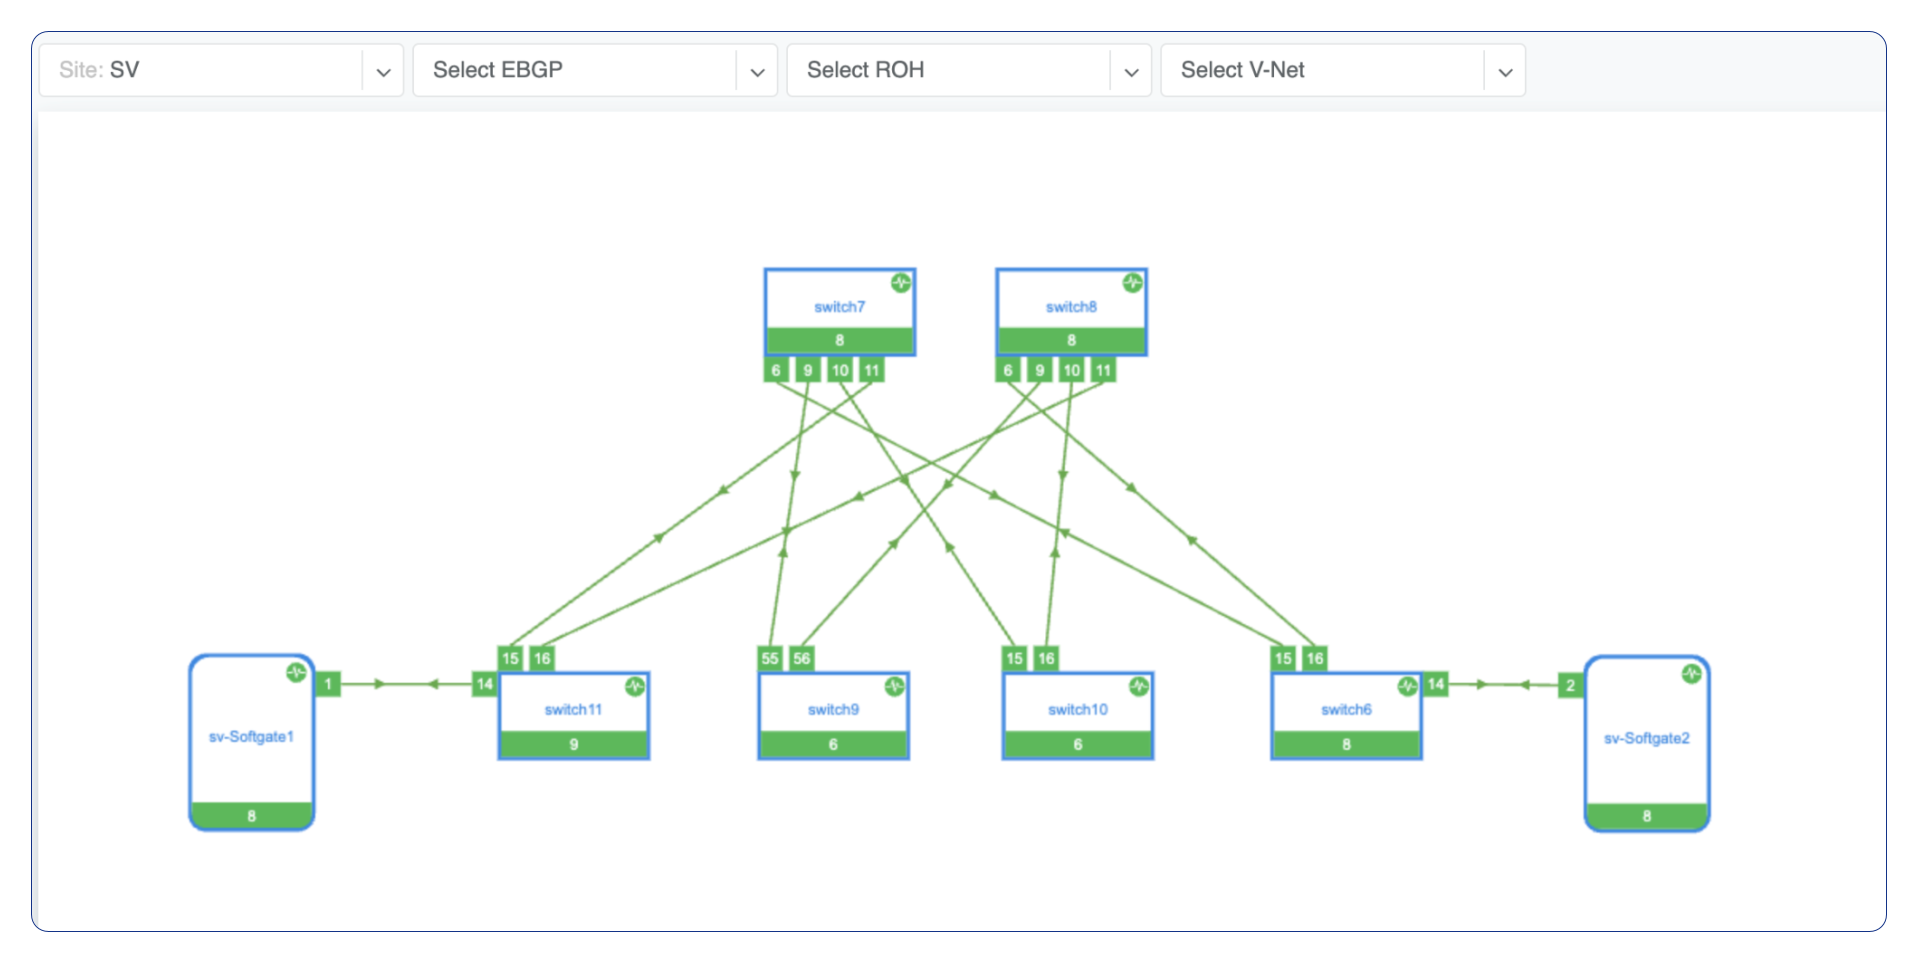 Site: SV
Select EBGP
Select ROH
Select V-Net
switch7
8
6 9 10 11
switch8
8
6 9 10 11
sv-Softgate1
8
1
14
15 16
switch11
9
55 56
switch9
6
15 16
switch10
6
15 16
switch6
8
14
2
sv-Softgate2
8